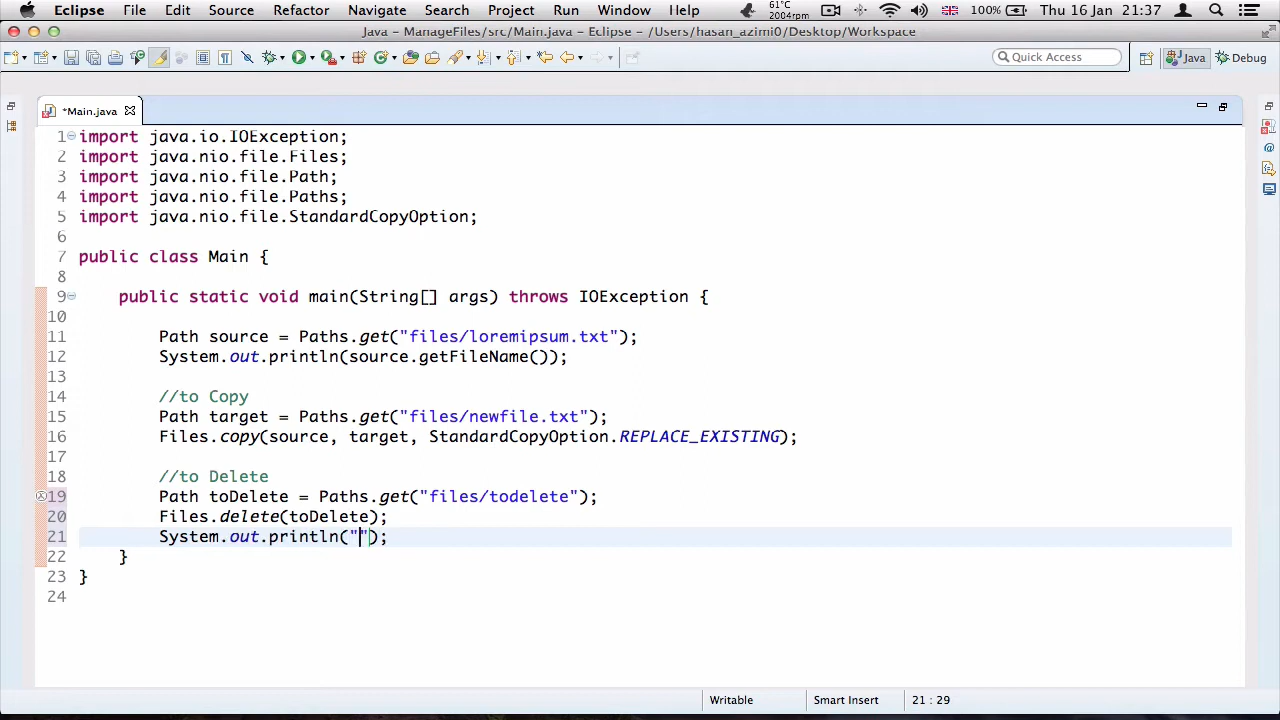 Eclipse File Edit Source Refactor Navigate Search Project Run Window Help 61°C 2004rpm 100% Thu 16 Jan 21:37
Java - ManageFiles/src/Main.java - Eclipse - /Users/hasan_azimi0/Desktop/Workspace
Quick Access Java Debug
*Main.java
1 import java.io.IOException;
2 import java.nio.file.Files;
3 import java.nio.file.Path;
4 import java.nio.file.Paths;
5 import java.nio.file.StandardCopyOption;
6
7 public class Main {
8
9 public static void main(String[] args) throws IOException {
10
11 Path source = Paths.get("files/loremipsum.txt");
12 System.out.println(source.getFileName());
13
14 //to Copy
15 Path target = Paths.get("files/newfile.txt");
16 Files.copy(source, target, StandardCopyOption.REPLACE_EXISTING);
17
18 //to Delete
19 Path toDelete = Paths.get("files/todelete");
20 Files.delete(toDelete);
21 System.out.println("");
22 }
23 }
24
Writable Smart Insert 21 : 29